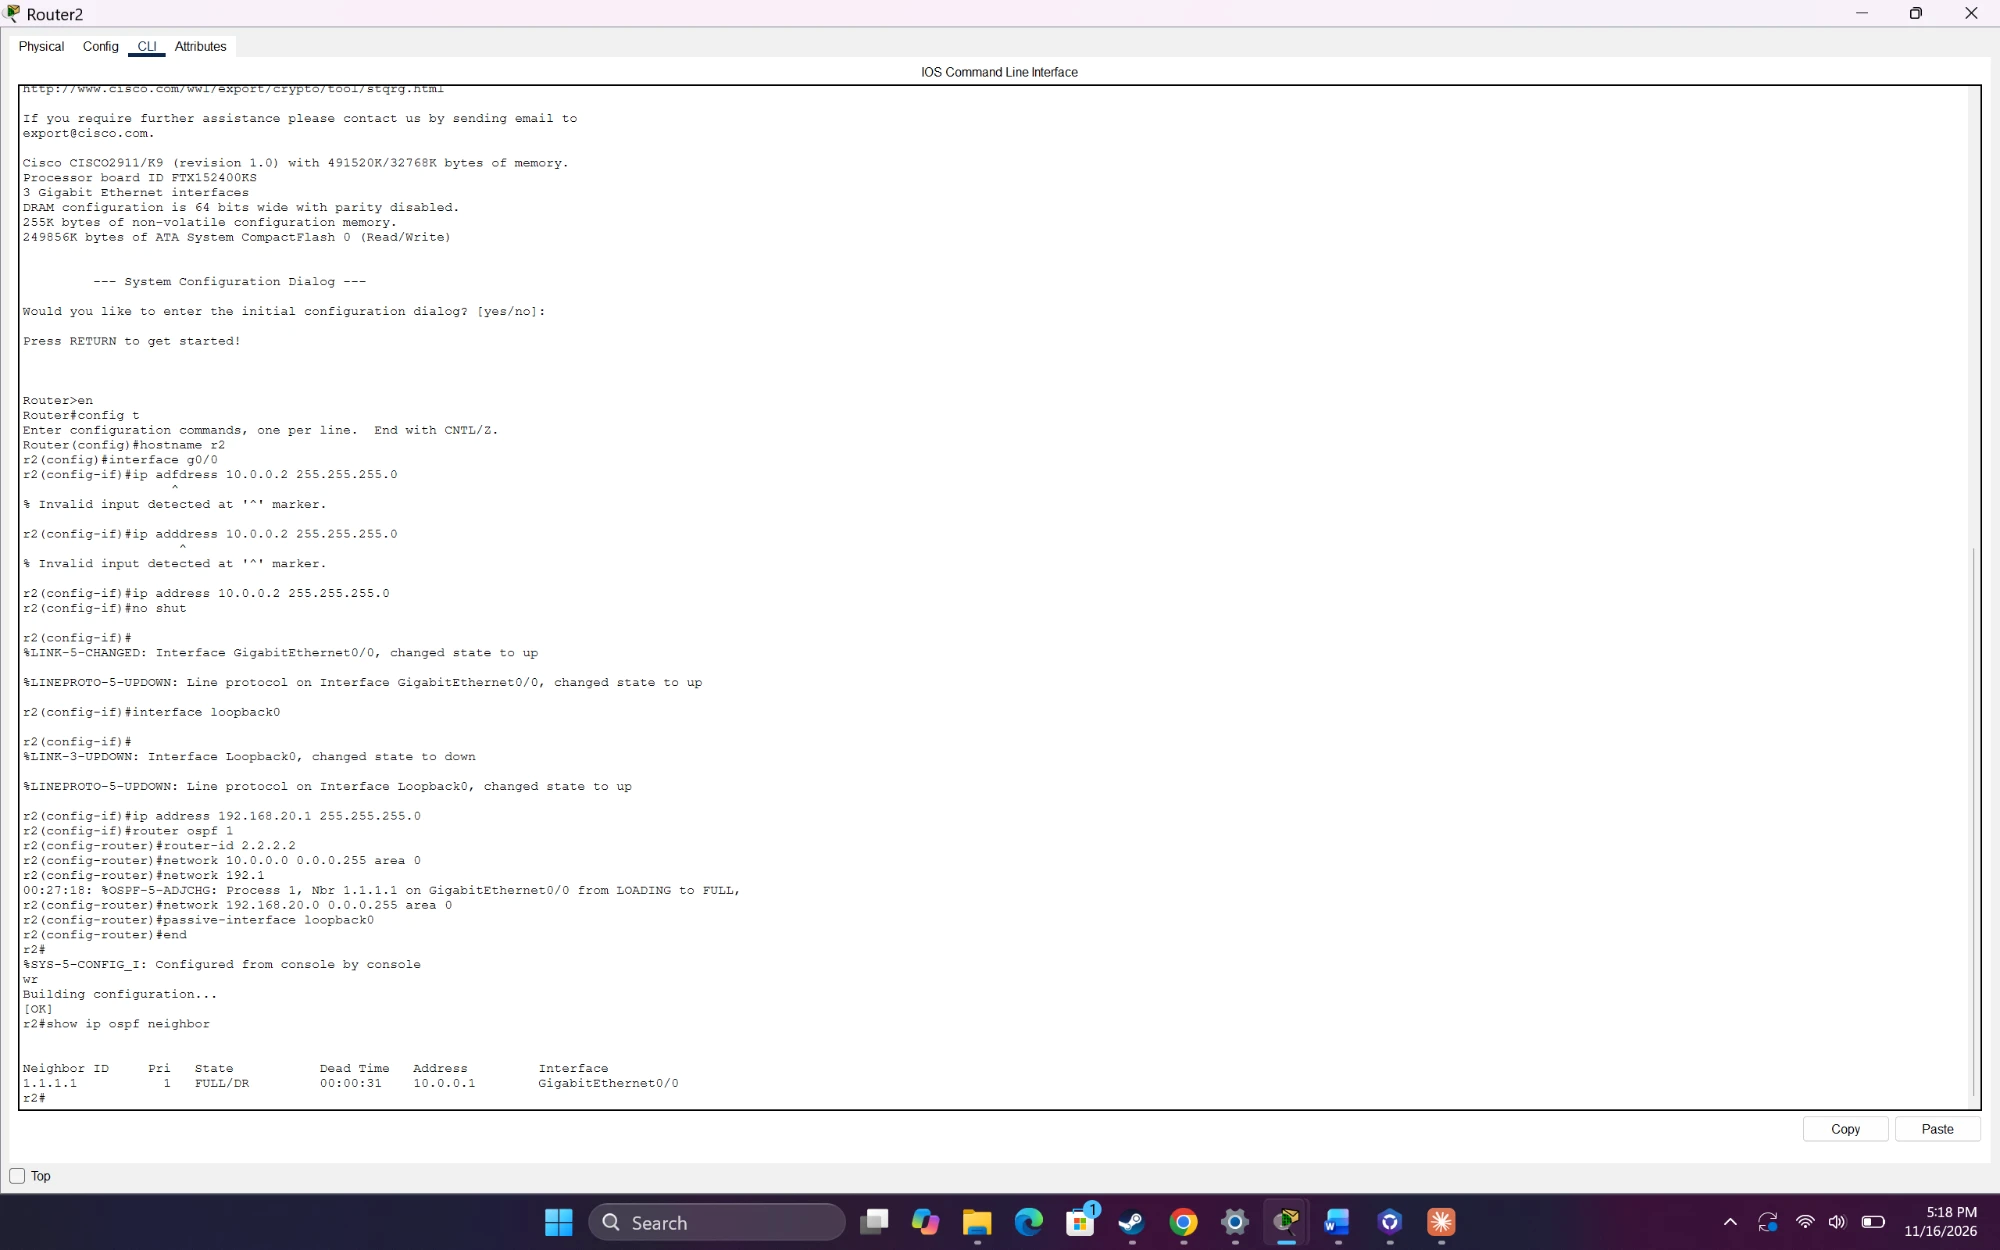 Router2
Physical Config CLI Attributes
IOS Command Line Interface
http://www.cisco.com/wwl/export/crypto/tool/stqrg.html
If you require further assistance please contact us by sending email to
export@cisco.com.
Cisco CISCO2911/K9 (revision 1.0) with 491520K/32768K bytes of memory.
Processor board ID FTX152400KS
3 Gigabit Ethernet interfaces
DRAM configuration is 64 bits wide with parity disabled.
255K bytes of non-volatile configuration memory.
249856K bytes of ATA System CompactFlash 0 (Read/Write)
--- System Configuration Dialog ---
Would you like to enter the initial configuration dialog? [yes/no]:
Press RETURN to get started!
Router>en
Router#config t
Enter configuration commands, one per line.  End with CNTL/Z.
Router(config)#hostname r2
r2(config)#interface g0/0
r2(config-if)#ip adfdress 10.0.0.2 255.255.255.0
^
% Invalid input detected at '^' marker.
r2(config-if)#ip adddress 10.0.0.2 255.255.255.0
^
% Invalid input detected at '^' marker.
r2(config-if)#ip address 10.0.0.2 255.255.255.0
r2(config-if)#no shut
r2(config-if)#
%LINK-5-CHANGED: Interface GigabitEthernet0/0, changed state to up
%LINEPROTO-5-UPDOWN: Line protocol on Interface GigabitEthernet0/0, changed state to up
r2(config-if)#interface loopback0
r2(config-if)#
%LINK-3-UPDOWN: Interface Loopback0, changed state to down
%LINEPROTO-5-UPDOWN: Line protocol on Interface Loopback0, changed state to up
r2(config-if)#ip address 192.168.20.1 255.255.255.0
r2(config-if)#router ospf 1
r2(config-router)#router-id 2.2.2.2
r2(config-router)#network 10.0.0.0 0.0.0.255 area 0
r2(config-router)#network 192.1
00:27:18: %OSPF-5-ADJCHG: Process 1, Nbr 1.1.1.1 on GigabitEthernet0/0 from LOADING to FULL,
r2(config-router)#network 192.168.20.0 0.0.0.255 area 0
r2(config-router)#passive-interface loopback0
r2(config-router)#end
r2#
%SYS-5-CONFIG_I: Configured from console by console
wr
Building configuration...
[OK]
r2#show ip ospf neighbor
Neighbor ID Pri State Dead Time Address Interface
1.1.1.1 1 FULL/DR 00:00:31 10.0.0.1 GigabitEthernet0/0
r2#
Copy Paste
Top
Search
1
5:18 PM
11/16/2026